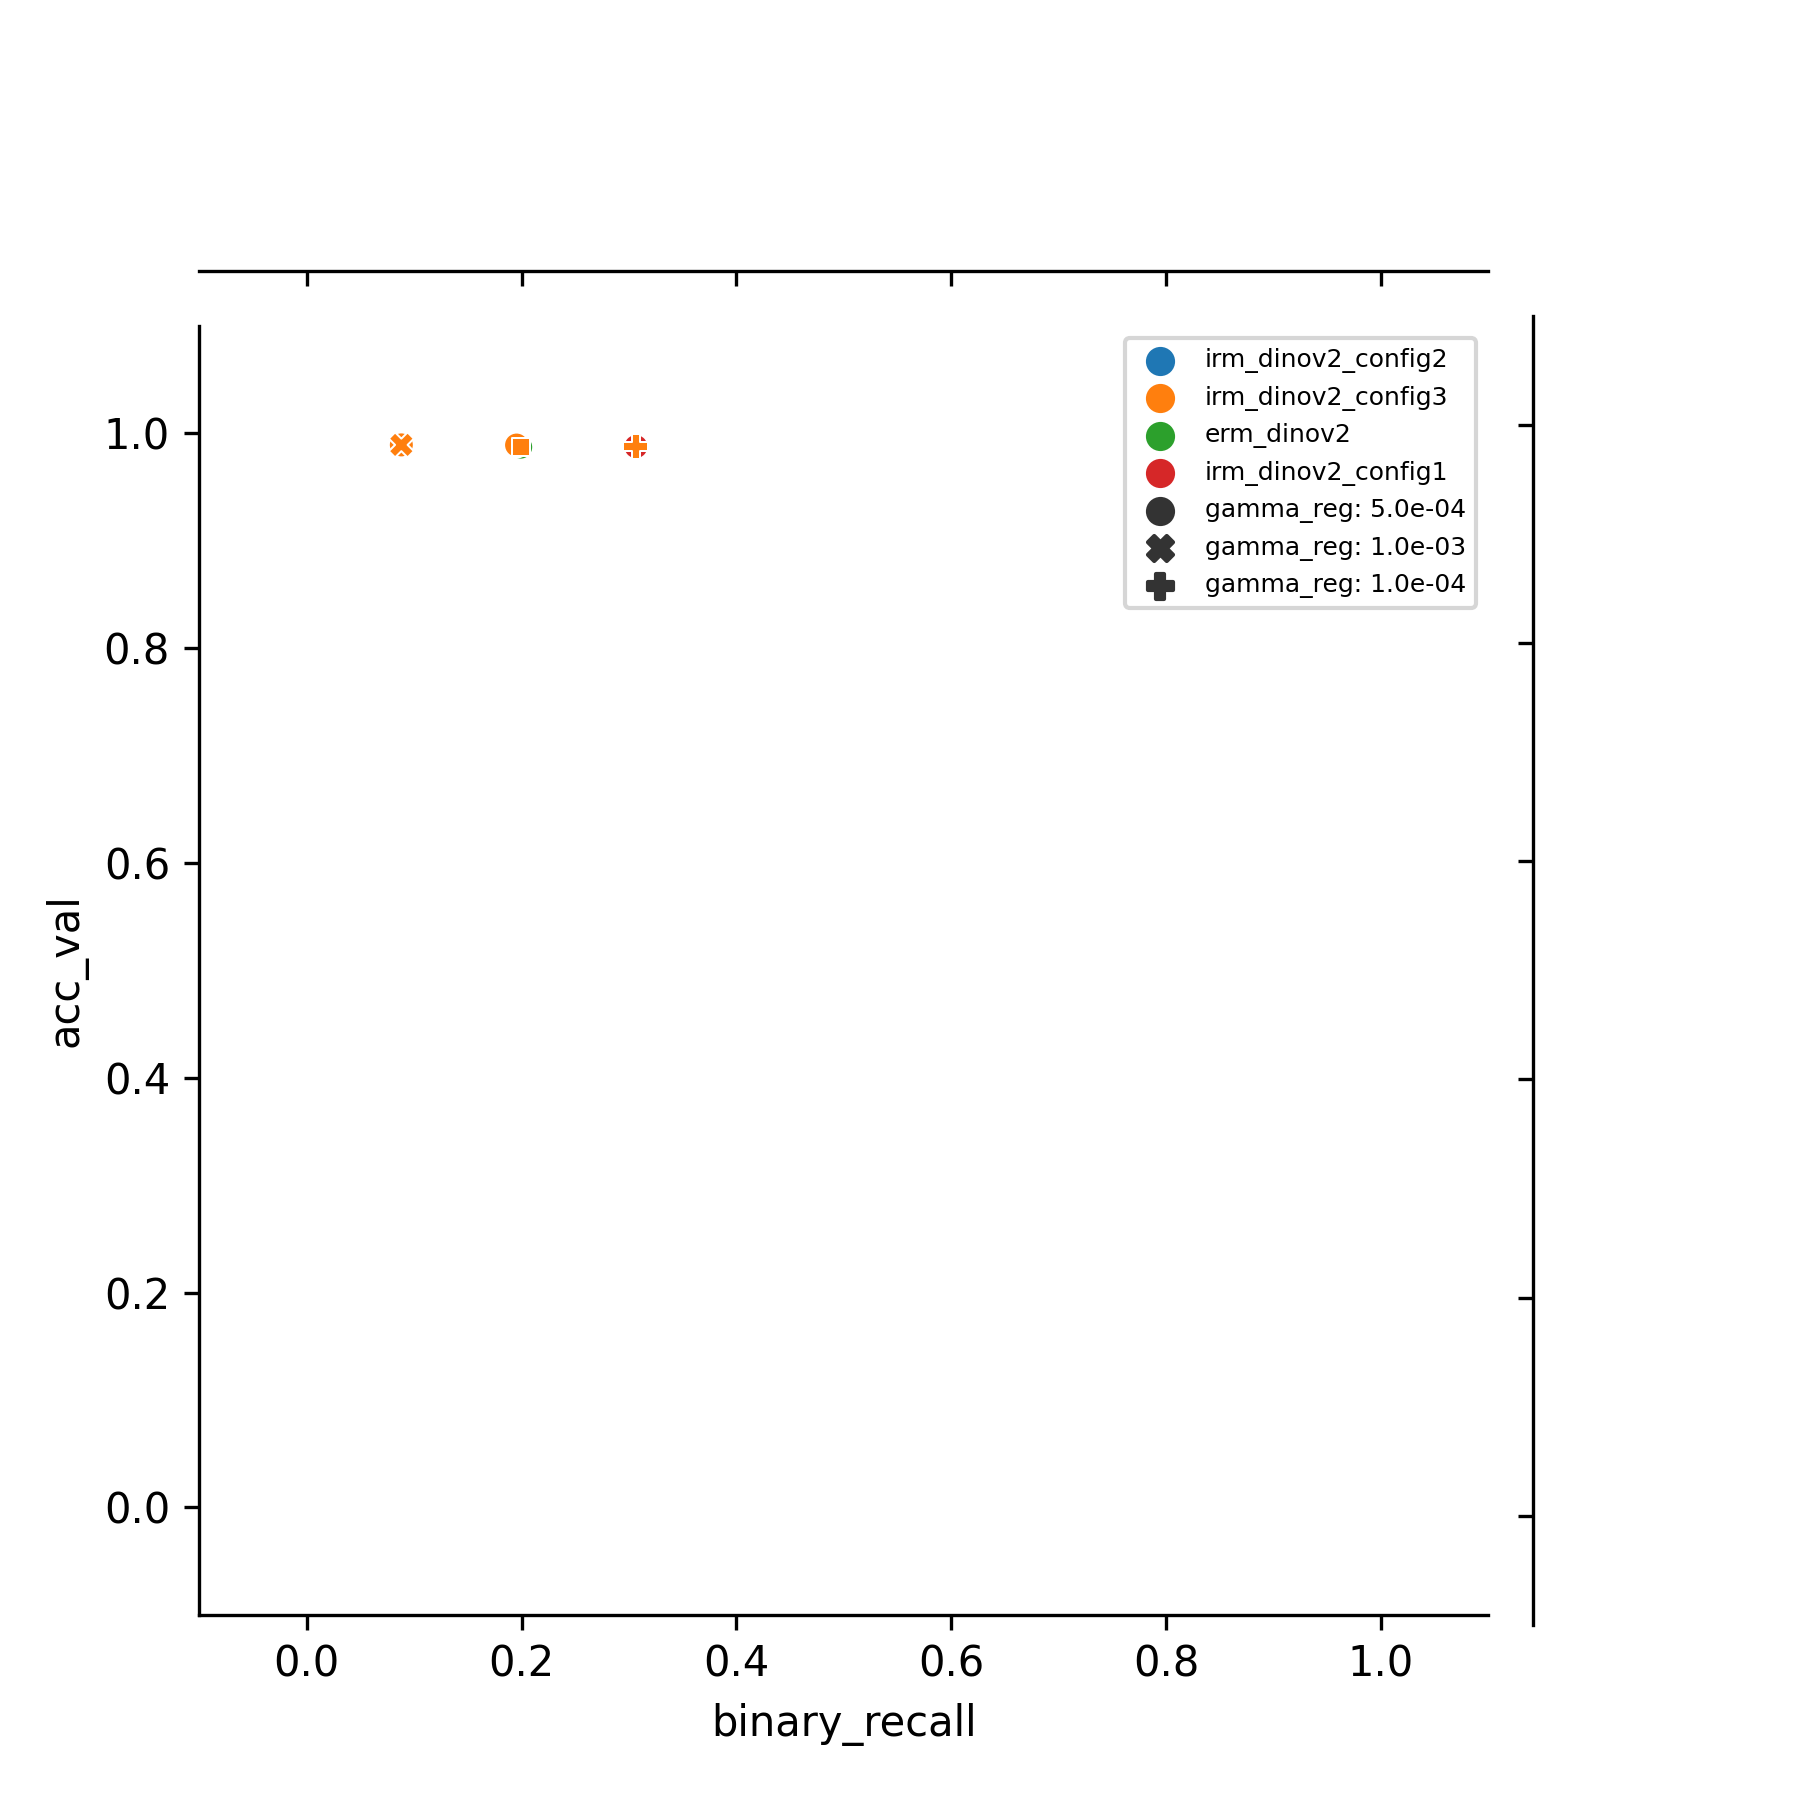 irm_dinov2_config2
irm_dinov2_config3
erm_dinov2
irm_dinov2_config1
gamma_reg: 5.0e-04
gamma_reg: 1.0e-03
gamma_reg: 1.0e-04
1.0
0.8
0.6
0.4
0.2
0.0
acc_val
0.0 0.2 0.4 0.6 0.8 1.0
binary_recall